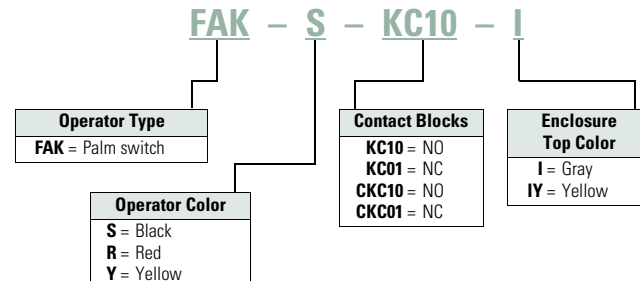 FAK – S – KC10 – I
Operator Type
FAK = Palm switch
Operator Color
S = Black
R = Red
Y = Yellow
Contact Blocks
KC10 = NO
KC01 = NC
CKC10 = NO
CKC01 = NC
Enclosure
Top Color
I = Gray
IY = Yellow